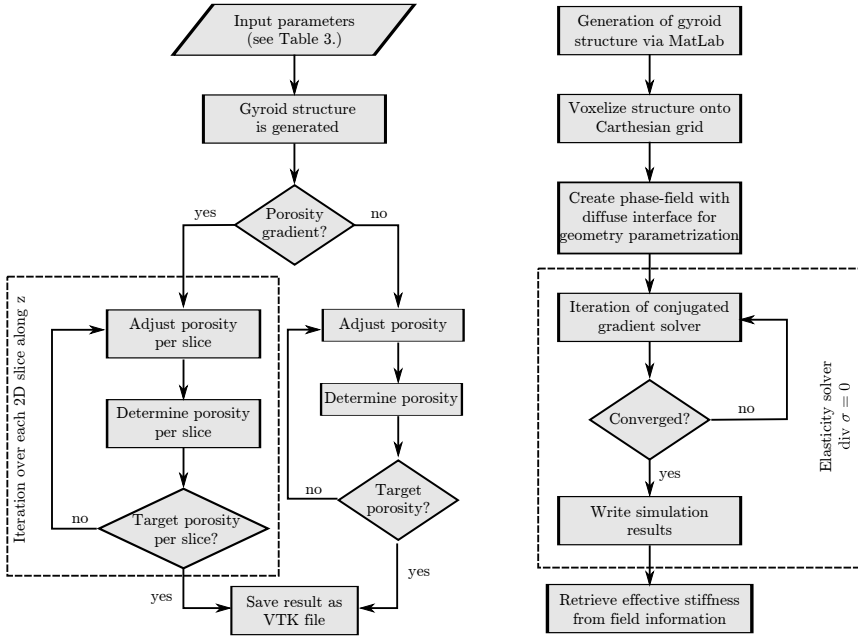 Input parameters
(see Table 3.)
Gyroid structure
is generated
Porosity
gradient?
yes
no
Iteration over each 2D slice along z
Adjust porosity
per slice
Determine porosity
per slice
Target porosity
per slice?
no
yes
Adjust porosity
Determine porosity
Target
porosity?
no
yes
Save result as
VTK file
Generation of gyroid
structure via MatLab
Voxelize structure onto
Carthesian grid
Create phase-field with
diffuse interface for
geometry parametrization
Iteration of conjugated
gradient solver
Converged?
no
yes
Write simulation
results
Elasticity solver
div σ = 0
Retrieve effective stiffness
from field information